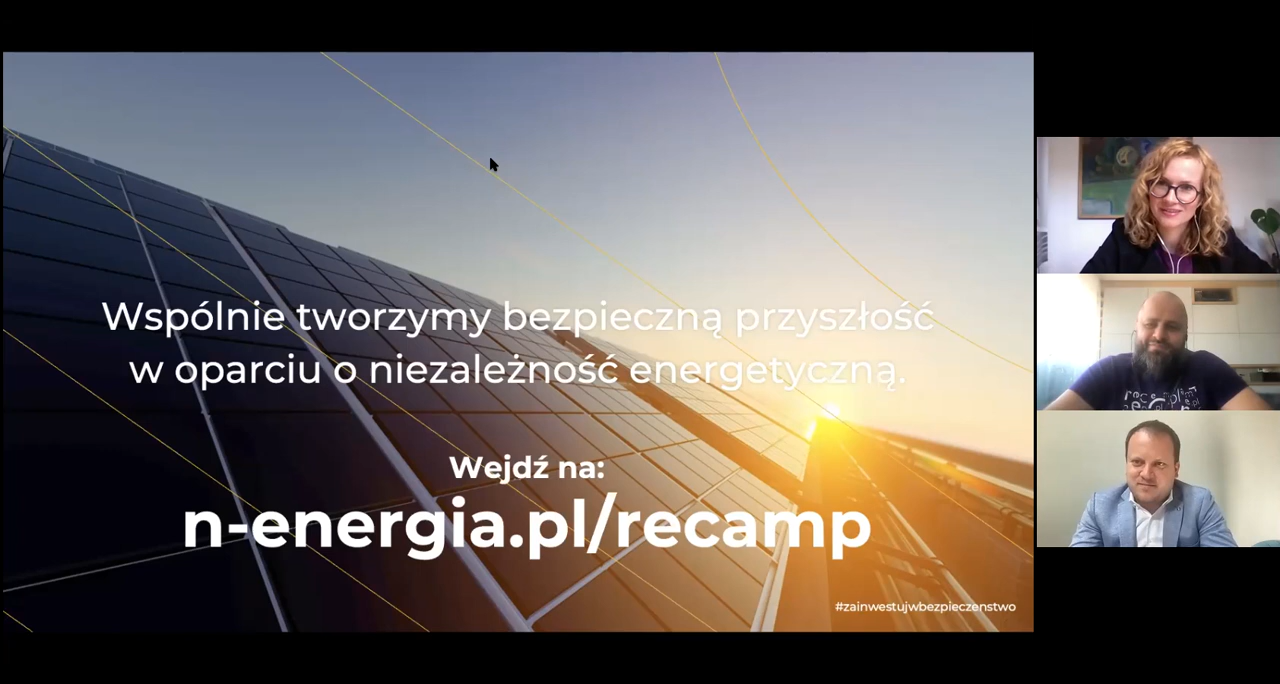 Wspólnie tworzymy bezpieczną przyszłość
w oparciu o niezależność energetyczną.
Wejdź na:
n-energia.pl/recamp
#zainwestujwbezpieczenstwo